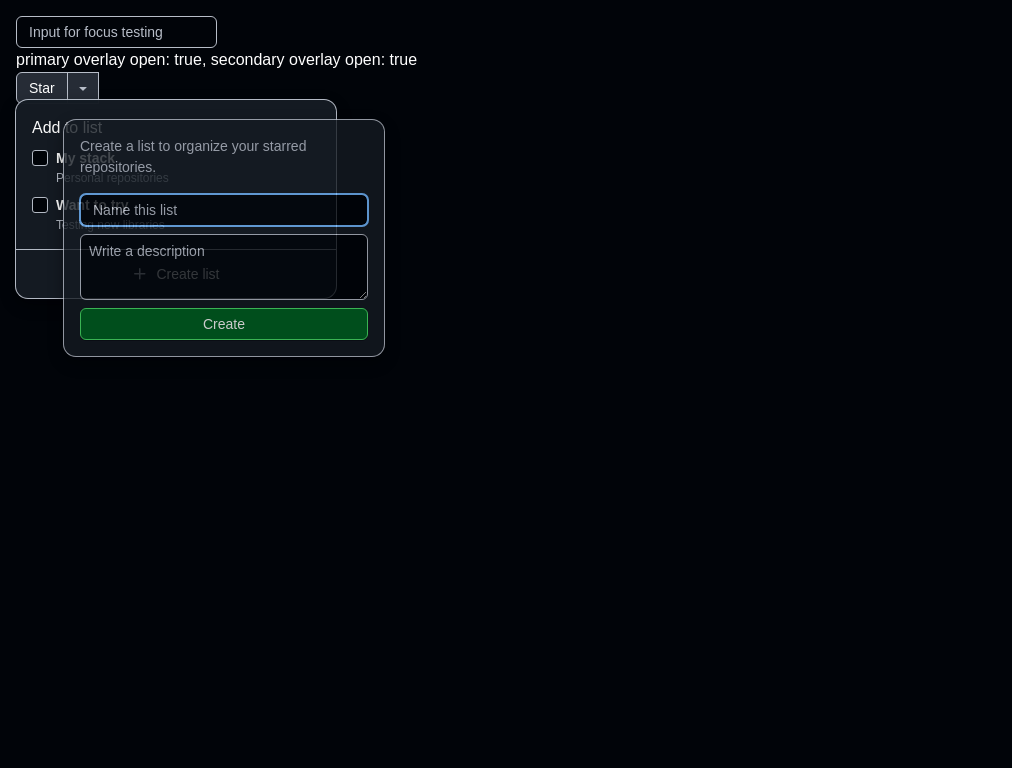 Input for focus testing
primary overlay open: true, secondary overlay open: true
Star
Add to list
My stack
Personal repositories
Want to try
Testing new libraries
Create list
Create a list to organize your starred
repositories.
Name this list
Write a description
Create